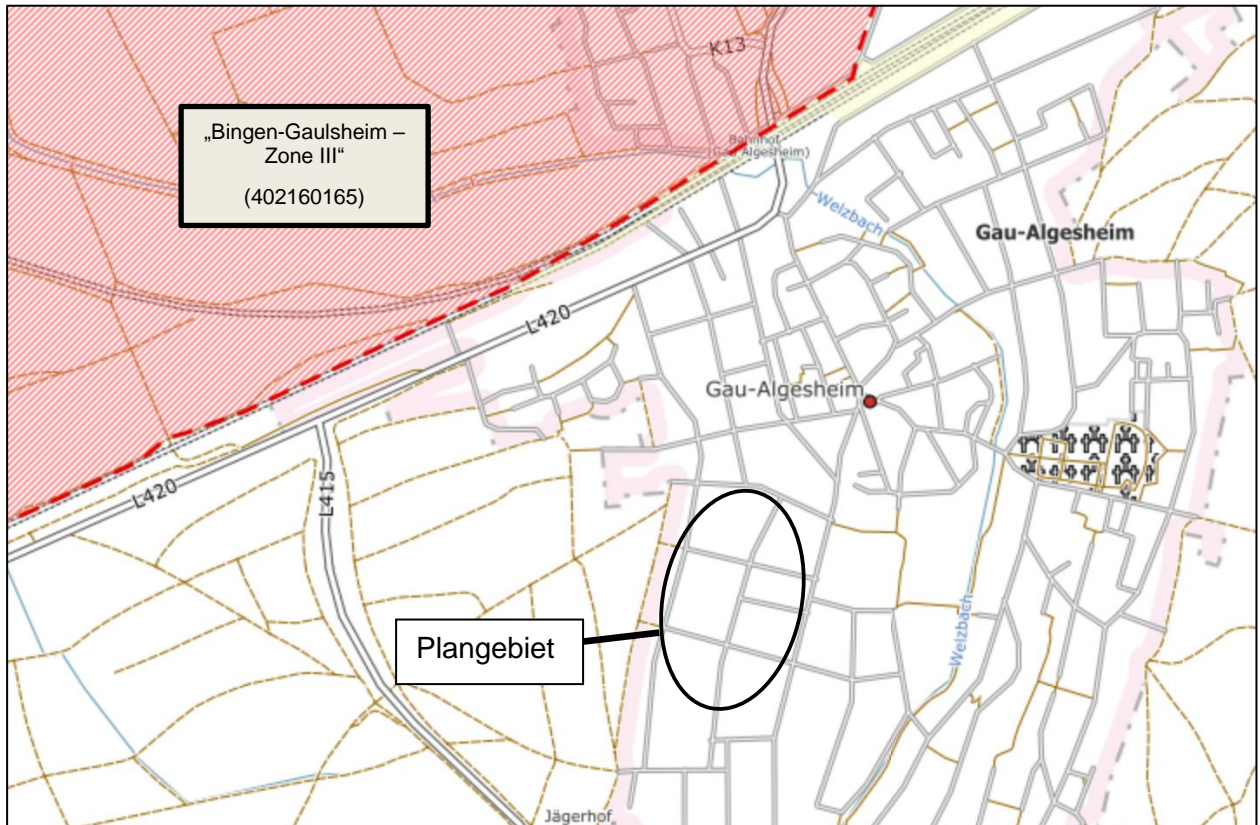 K13
„Bingen-Gaulsheim –
Zone III“
(402160165)
Bahnhof
(Gau Algesheim)
Welzbach
Gau-Algesheim
L420
Gau-Algesheim
L420
L415
Welzbach
Plangebiet
Jägerhof